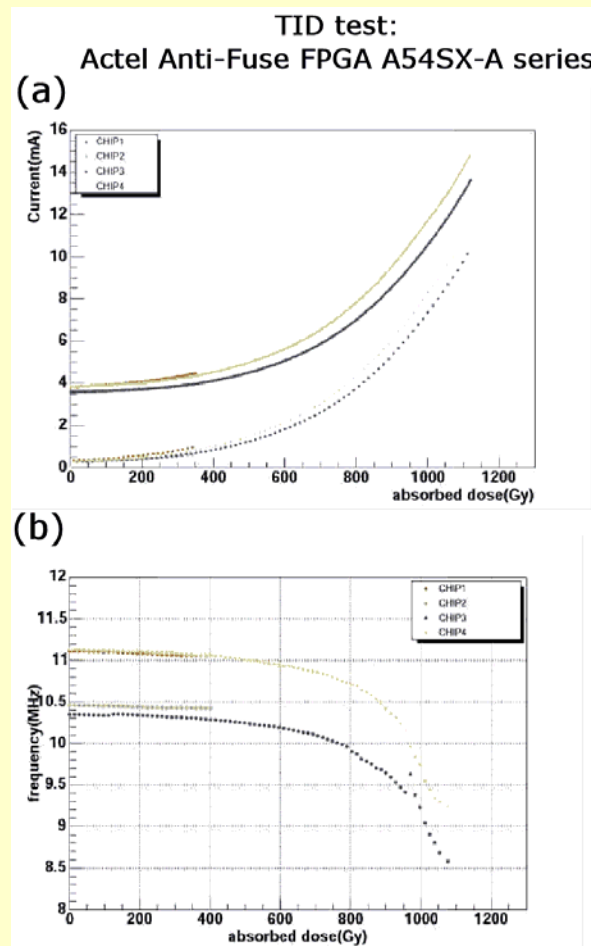 TID test:
Actel Anti-Fuse FPGA A54SX-A series
(a)
Current(mA)
16
14
12
10
8
6
4
2
0
CHIP1
CHIP2
CHIP3
CHIP4
0 200 400 600 800 1000 1200
absorbed dose(Gy)
(b)
frequency(MHz)
12
11.5
11
10.5
10
9.5
9
8.5
8
CHIP1
CHIP2
CHIP3
CHIP4
0 200 400 600 800 1000 1200
absorbed dose(Gy)